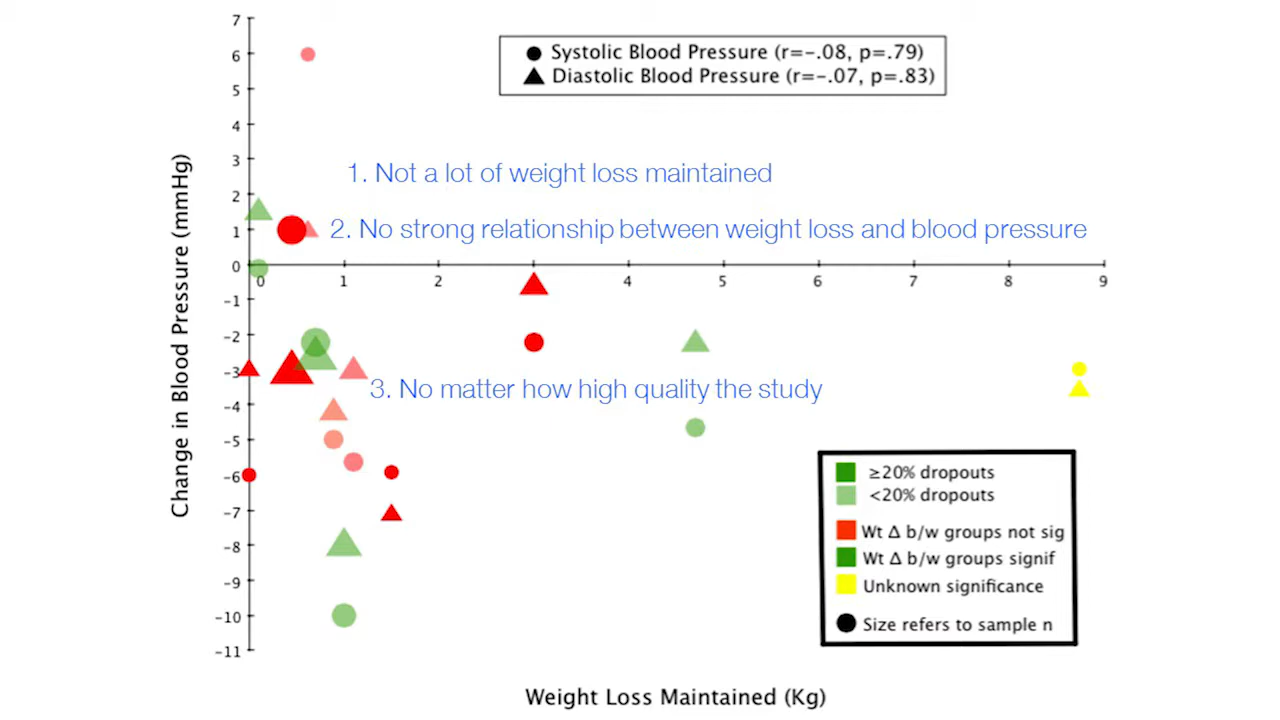 7
6
5
4
3
2
1
0
-1
-2
-3
-4
-5
-6
-7
-8
-9
-10
-11
Change in Blood Pressure (mmHg)
Systolic Blood Pressure (r=-.08, p=.79)
Diastolic Blood Pressure (r=-.07, p=.83)
1. Not a lot of weight loss maintained
2. No strong relationship between weight loss and blood pressure
0 1 2 4 5 6 7 8 9
3. No matter how high quality the study
≥20% dropouts
<20% dropouts
Wt Δ b/w groups not sig
Wt Δ b/w groups signif
Unknown significance
Size refers to sample n
Weight Loss Maintained (Kg)